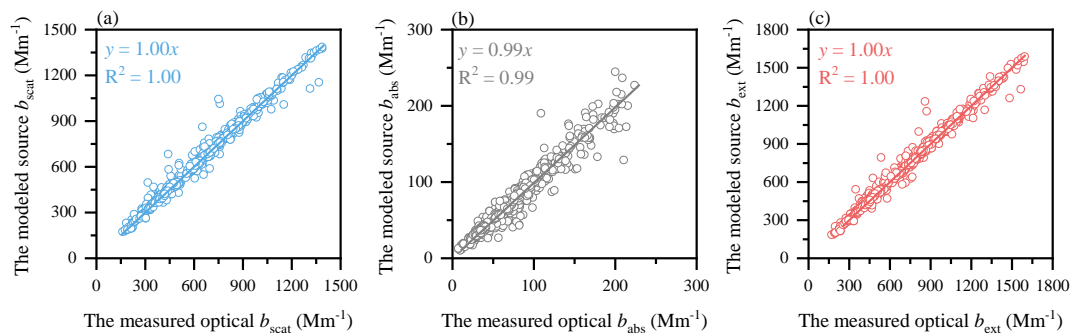 (a)
y = 1.00x
R² = 1.00
The modeled source b_scat (Mm⁻¹)
1500
1200
900
600
300
0
0 300 600 900 1200 1500
The measured optical b_scat (Mm⁻¹)
(b)
y = 0.99x
R² = 0.99
The modeled source b_abs (Mm⁻¹)
300
200
100
0
0 100 200 300
The measured optical b_abs (Mm⁻¹)
(c)
y = 1.00x
R² = 1.00
The modeled source b_ext (Mm⁻¹)
1800
1500
1200
900
600
300
0
0 300 600 900 1200 1500 1800
The measured optical b_ext (Mm⁻¹)